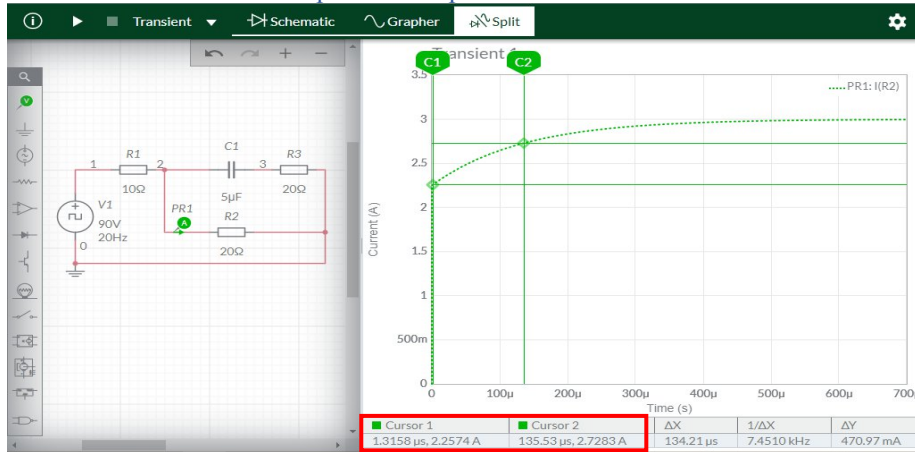 Transient Schematic Grapher Split
Transient
C1 C2
3.5
PR1: I(R2)
3
2.5
2
1.5
1
500m
0
Current (A)
0 100µ 200µ 300µ 400µ 500µ 600µ 700
Time (s)
R1 C1 R3
1 2 3
10Ω 5µF 20Ω
V1 PR1 R2
A
90V
20Hz
0 20Ω
V
Cursor 1 Cursor 2 ΔX 1/ΔX ΔY
1.3158 µs, 2.2574 A 135.53 µs, 2.7283 A 134.21 µs 7.4510 kHz 470.97 mA